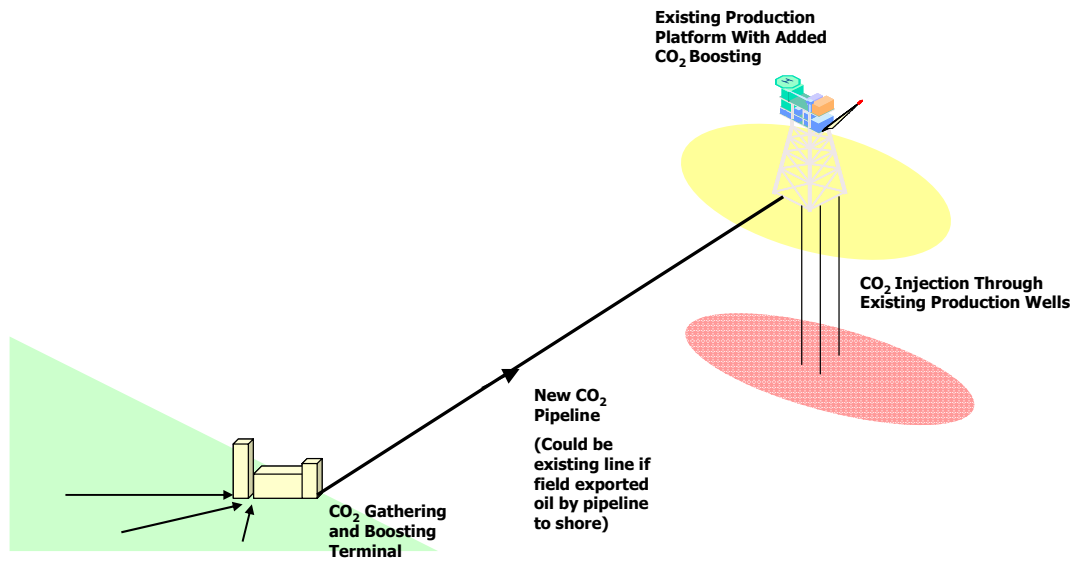 Existing Production
Platform With Added
CO₂ Boosting
H
CO₂ Injection Through
Existing Production Wells
New CO₂
Pipeline
(Could be
existing line if
field exported
oil by pipeline
to shore)
CO₂ Gathering
and Boosting
Terminal